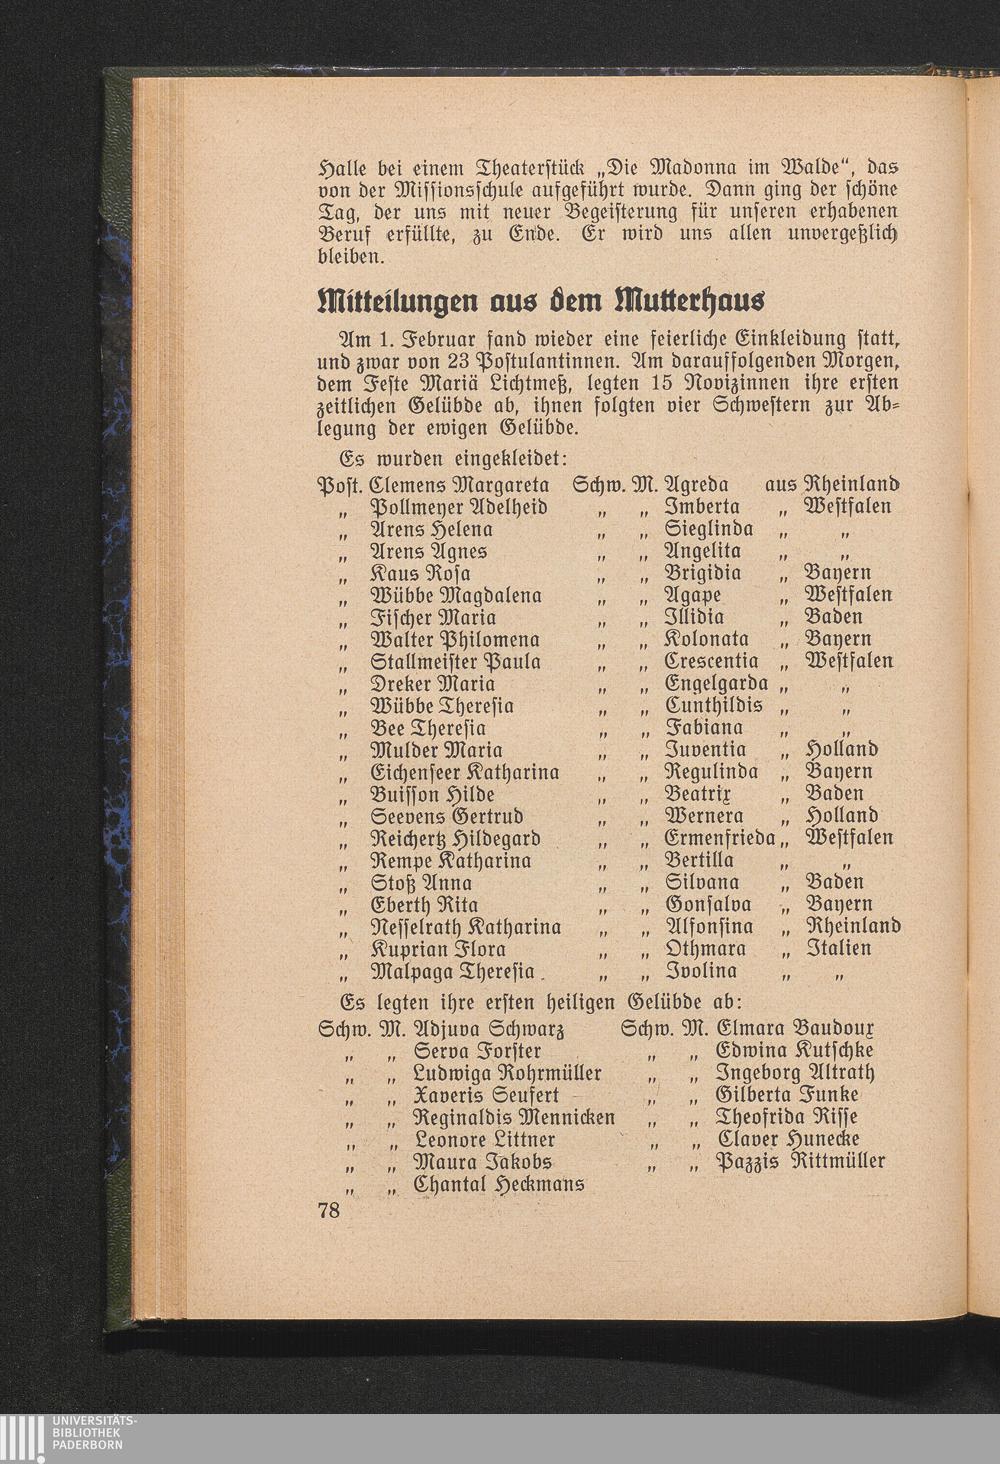 Halle bei einem Theaterstück „Die Madonna im Walde“, das
von der Missionsschule aufgeführt wurde. Dann ging der schöne
Tag, der uns mit neuer Begeisterung für unseren erhabenen
Beruf erfüllte, zu Ende. Er wird uns allen unvergeßlich
bleiben.
Mitteilungen aus dem Mutterhaus
Am 1. Februar fand wieder eine feierliche Einkleidung statt,
und zwar von 23 Postulantinnen. Am darauffolgenden Morgen,
dem Feste Mariä Lichtmeß, legten 15 Novizinnen ihre ersten
zeitlichen Gelübde ab, ihnen folgten vier Schwestern zur Ab-
legung der ewigen Gelübde.
Es wurden eingekleidet:
Post. Clemens Margareta Schw. M. Agreda aus Rheinland
„ Pollmeyer Adelheid „ „ Imberta „ Westfalen
„ Arens Helena „ „ Sieglinda „ „
„ Arens Agnes „ „ Angelita „ „
„ Kaus Rosa „ „ Brigidia „ Bayern
„ Wübbe Magdalena „ „ Agape „ Westfalen
„ Fischer Maria „ „ Illidia „ Baden
„ Walter Philomena „ „ Kolonata „ Bayern
„ Stallmeister Paula „ „ Crescentia „ Westfalen
„ Dreker Maria „ „ Engelgarda „ „
„ Wübbe Theresia „ „ Cunthildis „ „
„ Bee Theresia „ „ Fabiana „ „
„ Mulder Maria „ „ Iuventia „ Holland
„ Eichenseer Katharina „ „ Regulinda „ Bayern
„ Buisson Hilde „ „ Beatrix „ Baden
„ Seevens Gertrud „ „ Wernera „ Holland
„ Reichertz Hildegard „ „ Ermenfrieda „ Westfalen
„ Rempe Katharina „ „ Bertilla „ „
„ Stoß Anna „ „ Silvana „ Baden
„ Eberth Rita „ „ Gonsalva „ Bayern
„ Nesselrath Katharina „ „ Alfonsina „ Rheinland
„ Kuprian Flora „ „ Othmara „ Italien
„ Malpaga Theresia „ „ Ivolina „ „
Es legten ihre ersten heiligen Gelübde ab:
Schw. M. Adjuva Schwarz Schw. M. Elmara Baudoux
„ „ Serva Forster „ „ Edwina Kutschke
„ „ Ludwiga Rohrmüller „ „ Ingeborg Altrath
„ „ Xaveris Seufert „ „ Gilberta Funke
„ „ Reginaldis Mennicken „ „ Theofrida Risse
„ „ Leonore Littner „ „ Claver Hunecke
„ „ Maura Jakobs „ „ Pazzis Rittmüller
„ „ Chantal Heckmans
78
UNIVERSITÄTS-
BIBLIOTHEK
PADERBORN